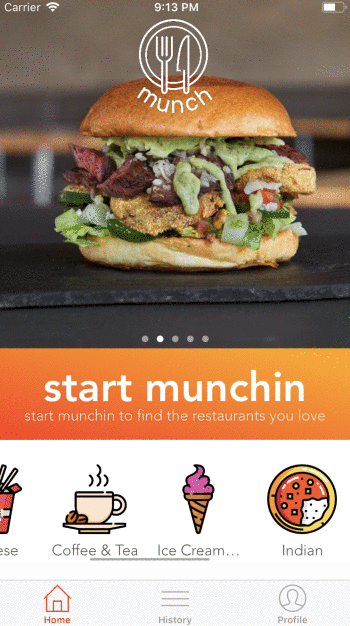 Carrier 9:13 PM
munch
start munchin
start munchin to find the restaurants you love
ese Coffee & Tea Ice Cream... Indian
Home History Profile